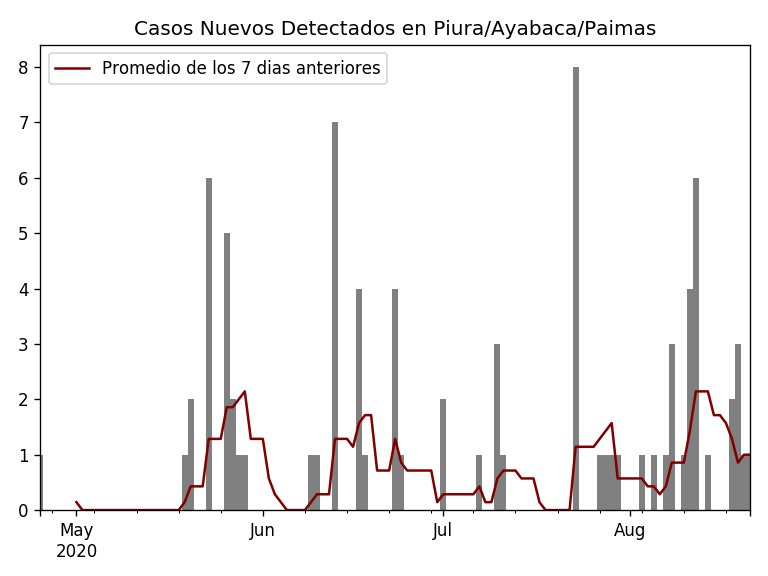 Casos Nuevos Detectados en Piura/Ayabaca/Paimas
Promedio de los 7 dias anteriores
8
7
6
5
4
3
2
1
0
May
2020
Jun
Jul
Aug